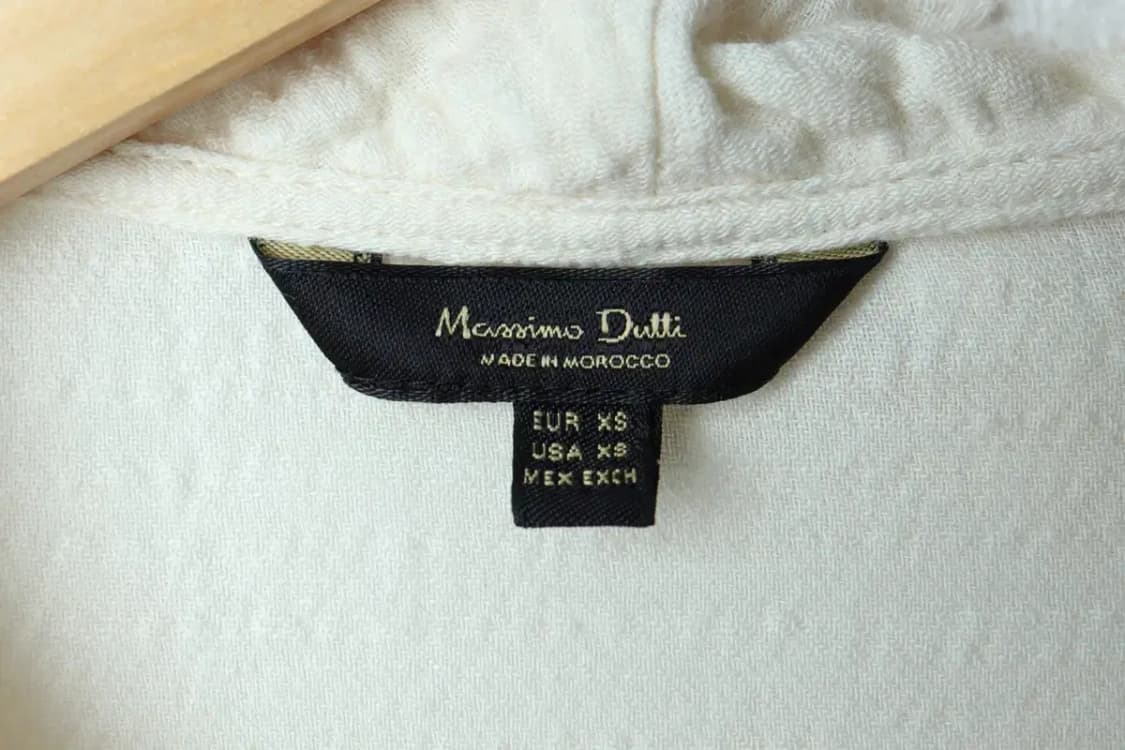 Massimo Dutti
MADE IN MOROCCO
EUR XS
USA XS
MEX EXCH